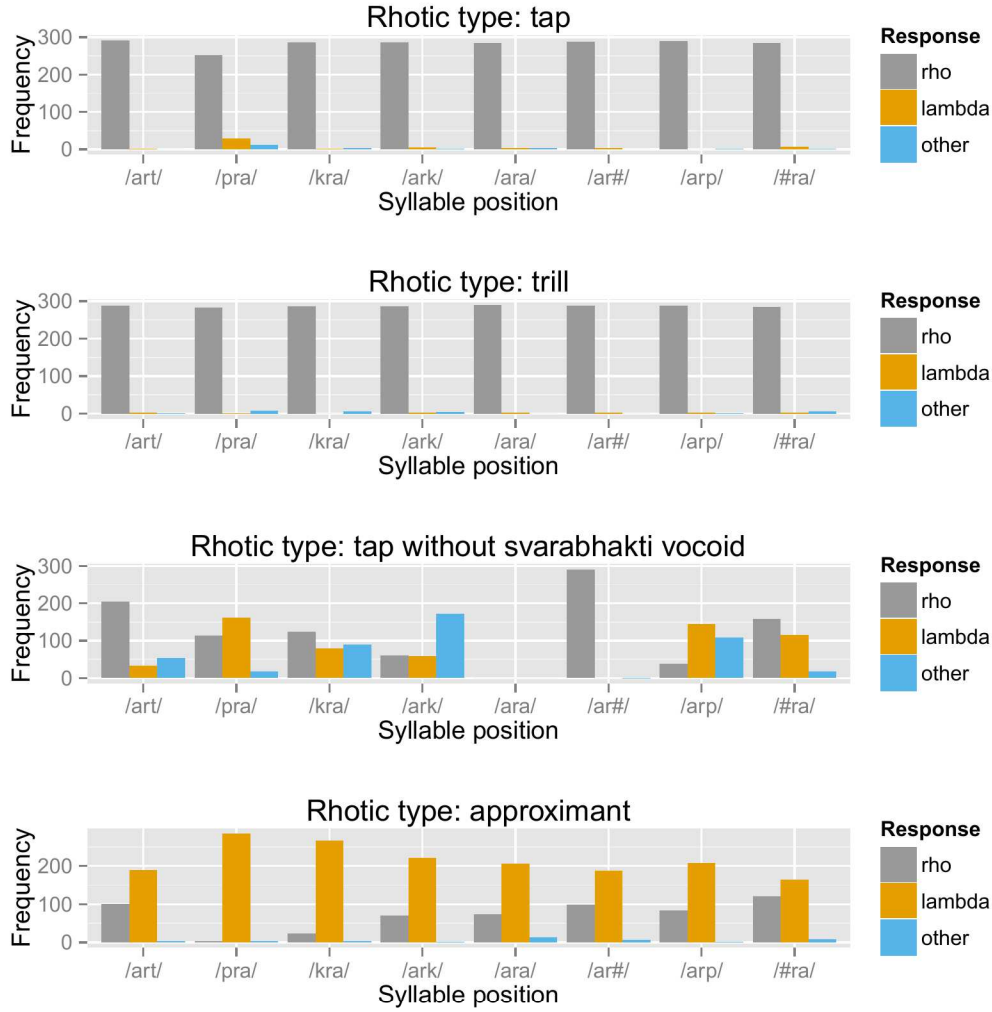 Rhotic type: tap
Frequency
300
200
100
0
/art/ /pra/ /kra/ /ark/ /ara/ /ar#/ /arp/ /#ra/
Syllable position
Response
rho
lambda
other
Rhotic type: trill
Frequency
300
200
100
0
/art/ /pra/ /kra/ /ark/ /ara/ /ar#/ /arp/ /#ra/
Syllable position
Response
rho
lambda
other
Rhotic type: tap without svarabhakti vocoid
Frequency
300
200
100
0
/art/ /pra/ /kra/ /ark/ /ara/ /ar#/ /arp/ /#ra/
Syllable position
Response
rho
lambda
other
Rhotic type: approximant
Frequency
200
100
0
/art/ /pra/ /kra/ /ark/ /ara/ /ar#/ /arp/ /#ra/
Syllable position
Response
rho
lambda
other